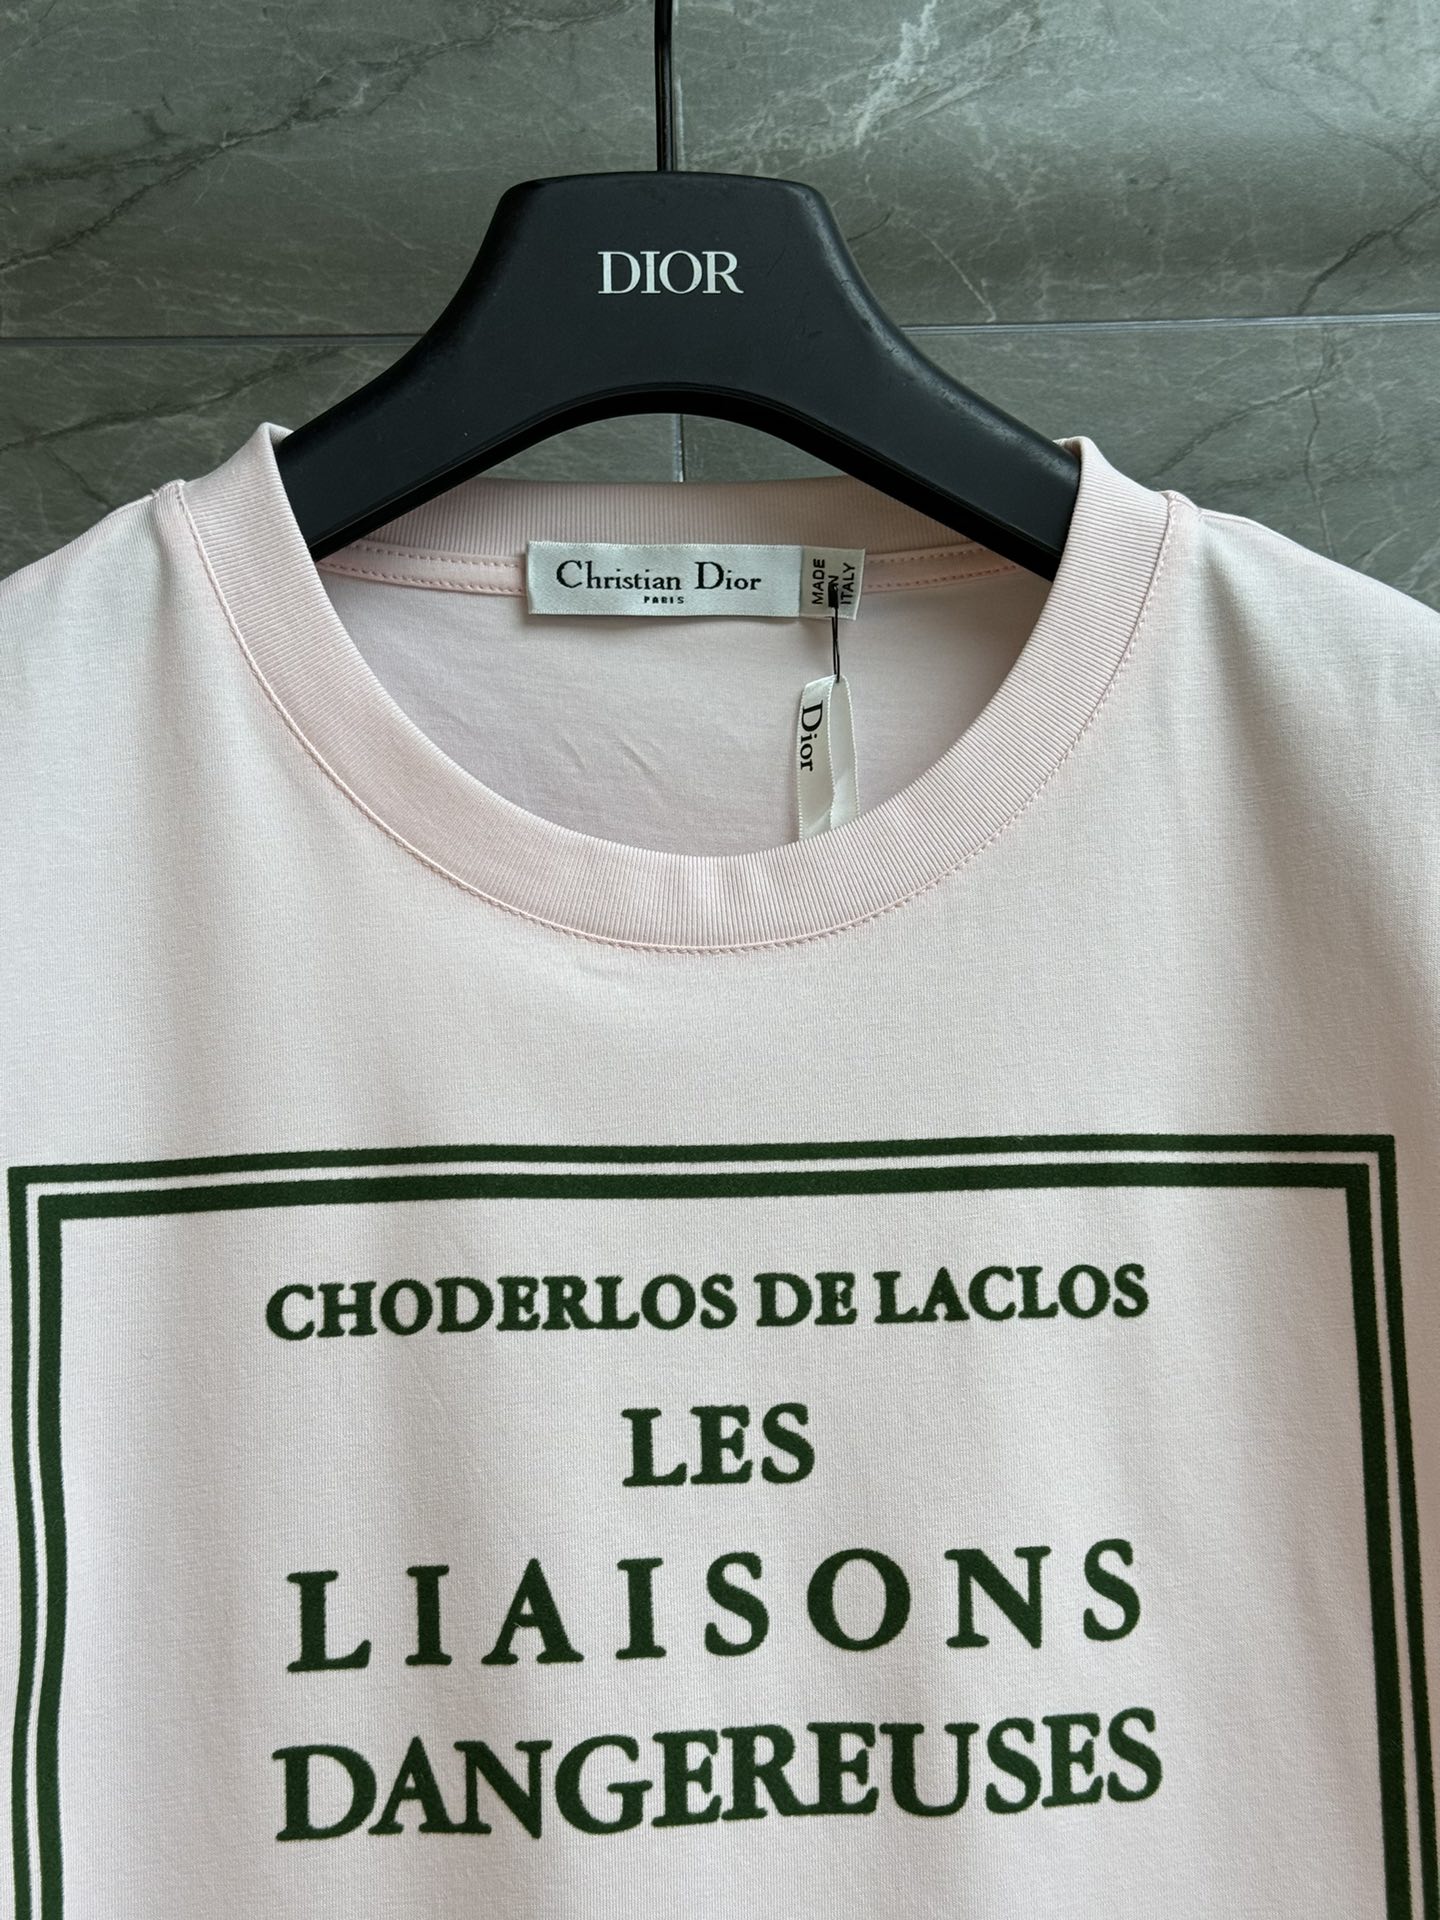 DIOR
Christian Dior
PARIS
MADE
IN
ITALY
Dior
CHODERLOS DE LACLOS
LES
LIAISONS
DANGEREUSES